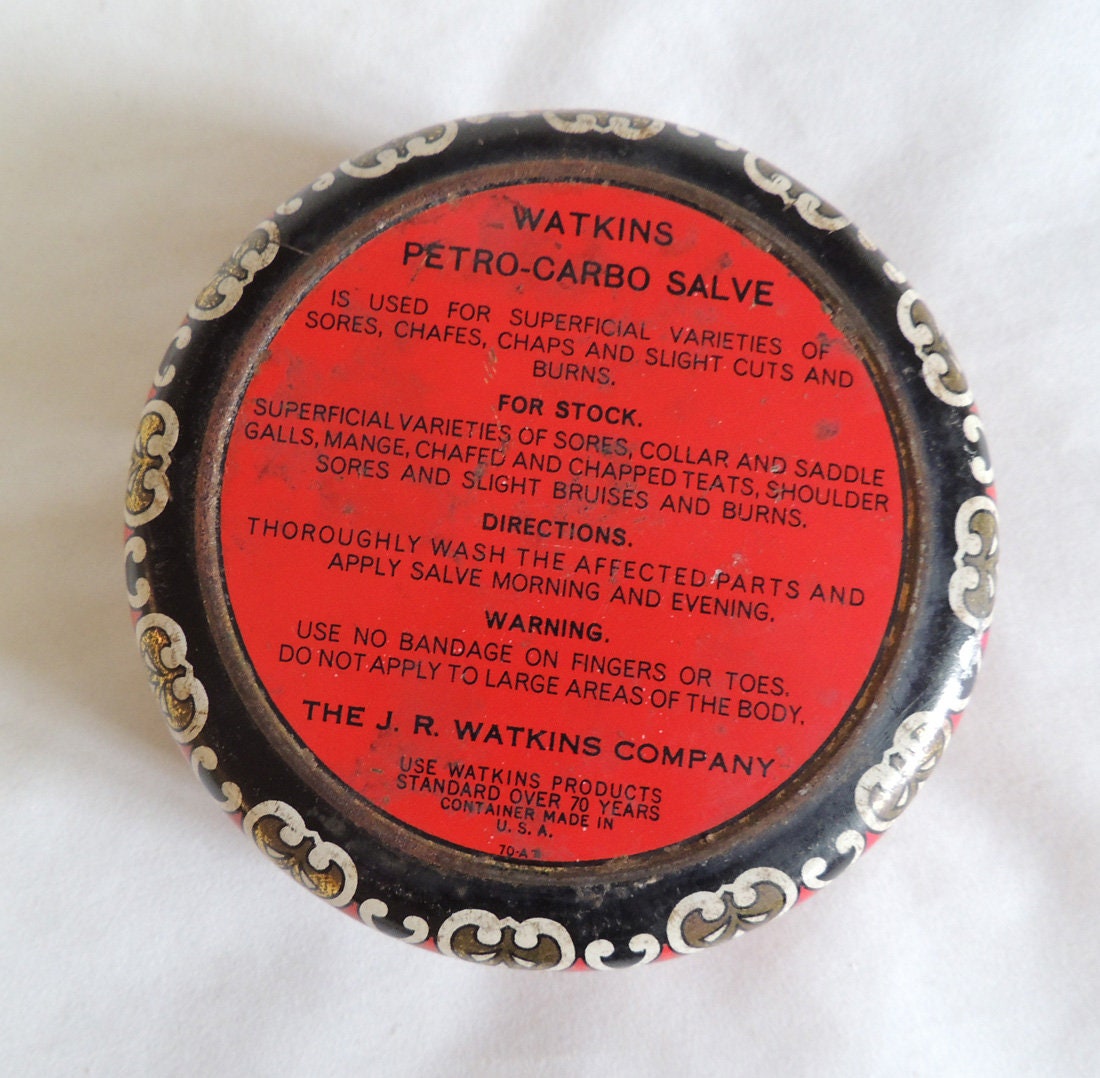 WATKINS
PETRO-CARBO SALVE
IS USED FOR SUPERFICIAL VARIETIES OF
SORES, CHAFES, CHAPS AND SLIGHT CUTS AND
BURNS.
FOR STOCK.
SUPERFICIAL VARIETIES OF SORES, COLLAR AND SADDLE
GALLS, MANGE, CHAFED AND CHAPPED TEATS, SHOULDER
SORES AND SLIGHT BRUISES AND BURNS.
DIRECTIONS.
THOROUGHLY WASH THE AFFECTED PARTS AND
APPLY SALVE MORNING AND EVENING.
WARNING.
USE NO BANDAGE ON FINGERS OR TOES.
DO NOT APPLY TO LARGE AREAS OF THE BODY.
THE J. R. WATKINS COMPANY
USE WATKINS PRODUCTS
STANDARD OVER 70 YEARS
CONTAINER MADE IN
U. S. A.
70-A